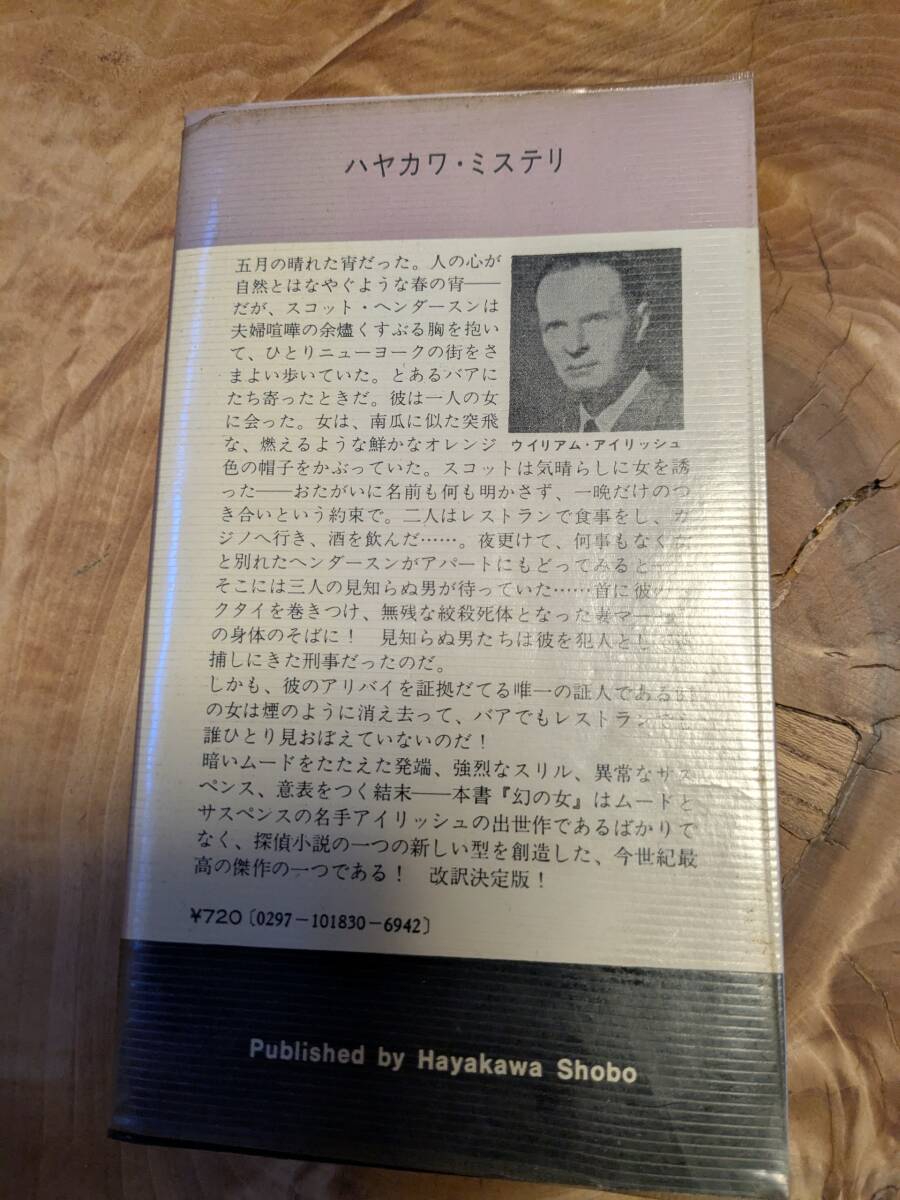 ハヤカワ・ミステリ
五月の晴れた宵だった。人の心が
自然とはなやぐような春の宵――
だが、スコット・ヘンダースンは
夫婦喧嘩の余燼くすぶる胸を抱い
て、ひとりニューヨークの街をさ
まよい歩いていた。とあるバアに
たち寄ったときだ。彼は一人の女
に会った。女は、南瓜に似た突飛
な、燃えるような鮮かなオレンジ
色の帽子をかぶっていた。スコットは気晴らしに女を誘
った――おたがいに名前も何も明かさず、一晩だけのつ
き合いという約束で。二人はレストランで食事をし、カ
ジノへ行き、酒を飲んだ……。夜更けて、何事もなく女
と別れたヘンダースンがアパートにもどってみると
そこには三人の見知らぬ男が待っていた……首に彼の
クタイを巻きつけ、無残な絞殺死体となった妻マ
の身体のそばに！　見知らぬ男たちは彼を犯人とし
捕しにきた刑事だったのだ。
しかも、彼のアリバイを証拠だてる唯一の証人である
の女は煙のように消え去って、バアでもレストラン
誰ひとり見おぼえていないのだ！
暗いムードをたたえた発端、強烈なスリル、異常なサス
ペンス、意表をつく結末――本書『幻の女』はムードと
サスペンスの名手アイリッシュの出世作であるばかりで
なく、探偵小説の一つの新しい型を創造した、今世紀最
高の傑作の一つである！　改訳決定版！
ウイリアム・アイリッシュ
¥720〔0297－101830－6942〕
Published by Hayakawa Shobo